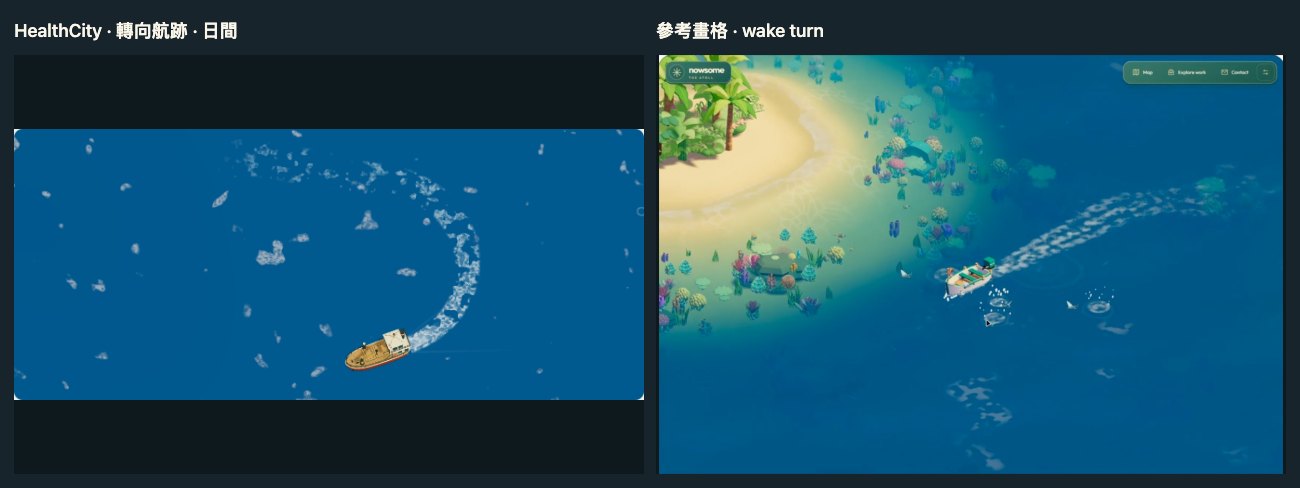 HealthCity · 轉向航跡 · 日間
參考畫格 · wake turn
nowsome
THE ATOLL
Map
Explore work
Contact